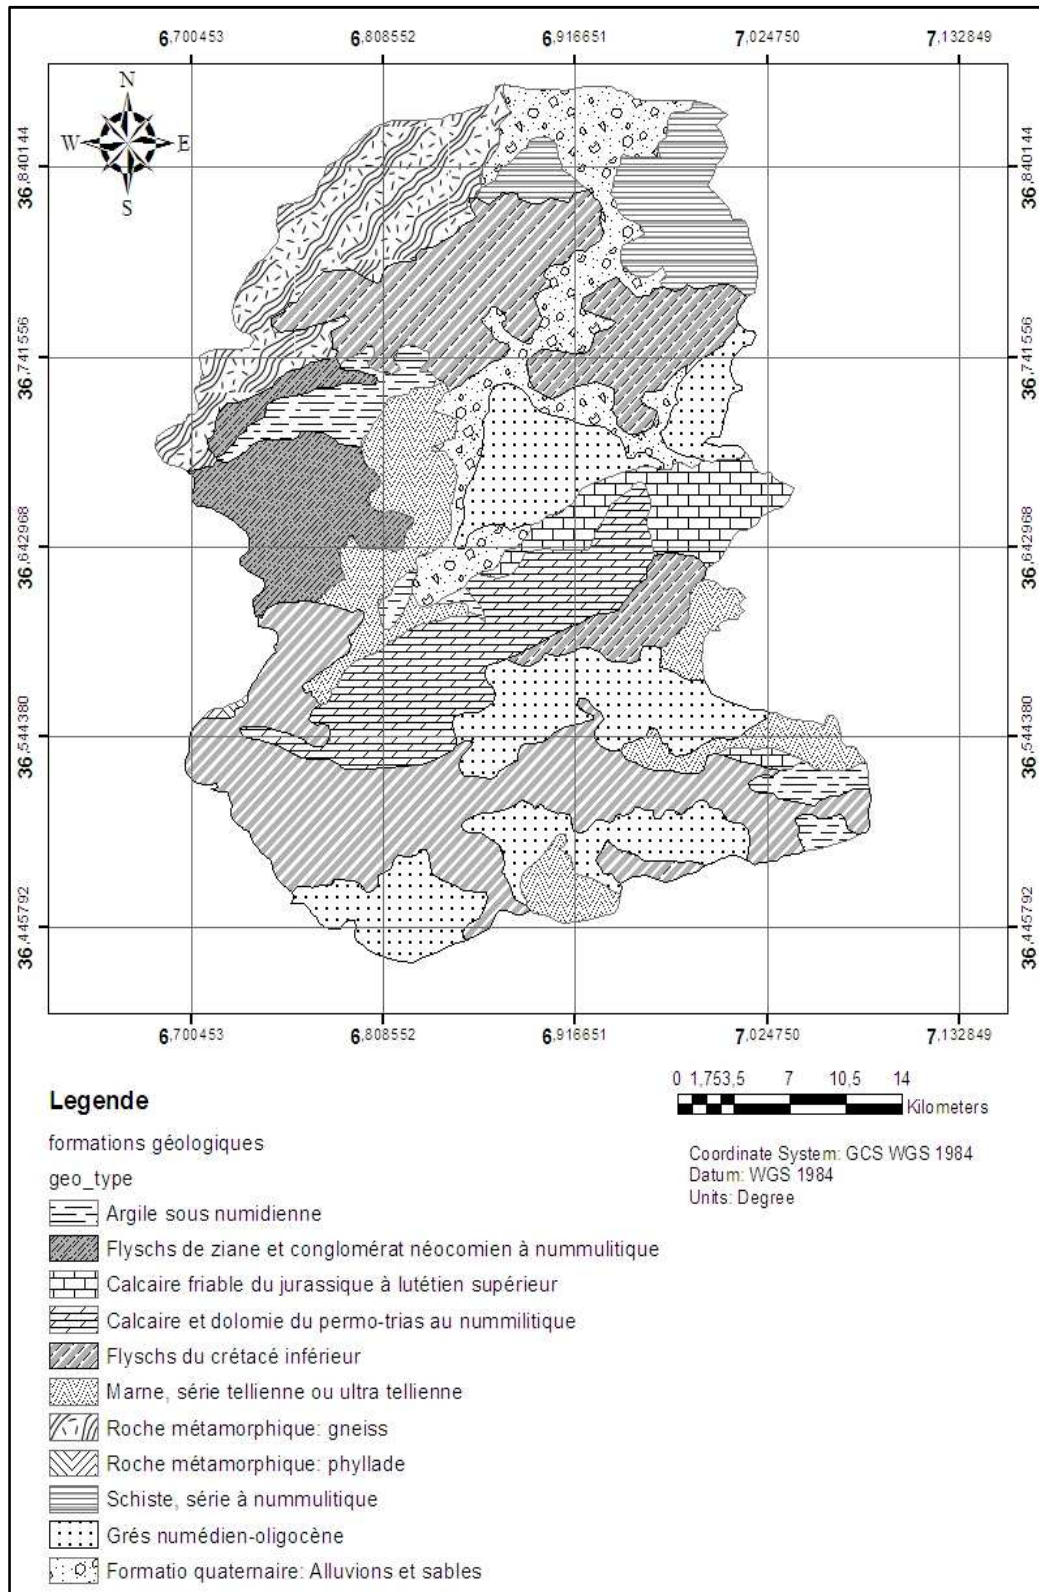 6,700453 6,808552 6,916651 7,024750 7,132849
N
W E
S
36,840144 36,840144
36,741556 36,741556
36,642968 36,642968
36,544380 36,544380
36,445792 36,445792
6,700453 6,808552 6,916651 7,024750 7,132849
0 1,753,5 7 10,5 14
Kilometers
Coordinate System: GCS WGS 1984
Datum: WGS 1984
Units: Degree
Legende
formations géologiques
geo_type
Argile sous numidienne
Flyschs de ziane et conglomérat néocomien à nummulitique
Calcaire friable du jurassique à lutétien supérieur
Calcaire et dolomie du permo-trias au nummilitique
Flyschs du crétacé inférieur
Marne, série tellienne ou ultra tellienne
Roche métamorphique: gneiss
Roche métamorphique: phyllade
Schiste, série à nummulitique
Grés numédien-oligocène
Formatio quaternaire: Alluvions et sables